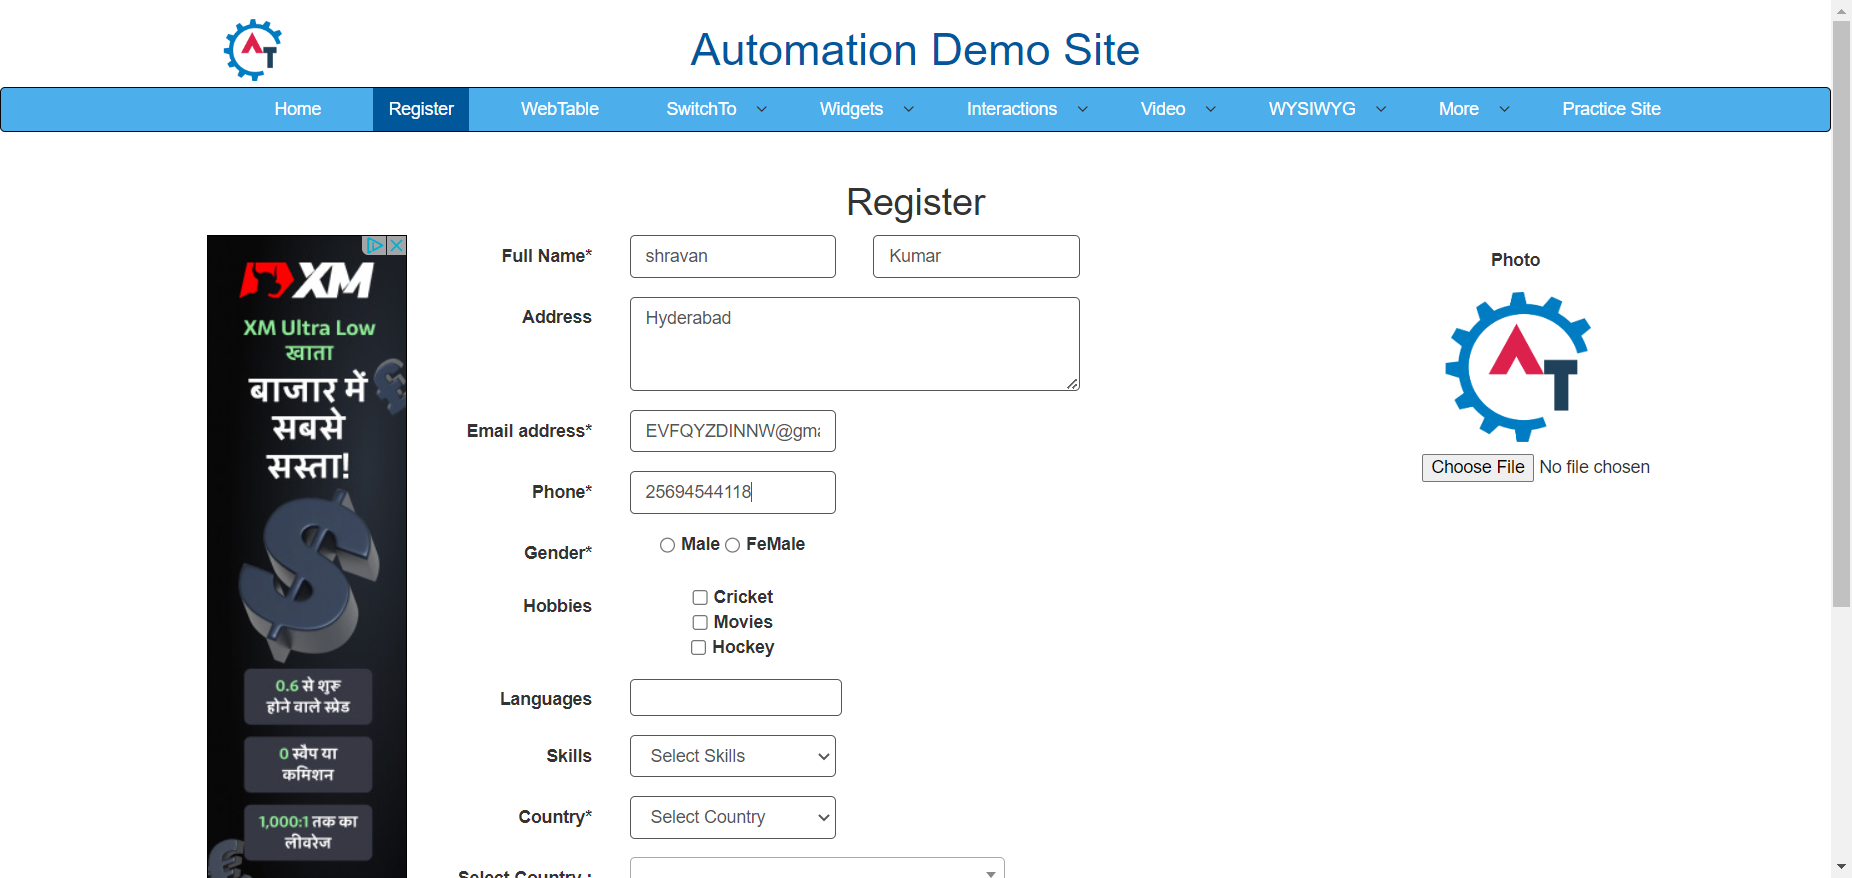 AT
Automation Demo Site
Home Register WebTable SwitchTo Widgets Interactions Video WYSIWYG More Practice Site
Register
XM
XM Ultra Low
खाता
बाजार में
सबसे
सस्ता!
0.6 से शुरू
होने वाले स्प्रेड
0 स्वैप या
कमिशन
1,000:1 तक का
लीवरेज
Full Name* shravan Kumar
Address Hyderabad
Email address* EVFQYZDINNW@gma
Phone* 25694544118
Gender* Male FeMale
Hobbies Cricket
Movies
Hockey
Languages
Skills Select Skills
Country* Select Country
Select Country :
Photo
AT
Choose File No file chosen